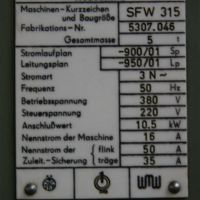 Maschinen-Kurzzeichen und Baugröße SFW 315
Fabrikations-Nr. 5307.046
Gesamtmasse 5 t
Stromlaufplan -900/01 Sp
Leitungsplan -950/01 Lp
Stromart 3 N~
Frequenz 50 Hz
Betriebsspannung 380 V
Steuerspannung 220 V
Anschlußwert 10.5 kW
Nennstrom der Maschine 16 A
Nennstrom der flink 50 A
Zuleit.-Sicherung träge 35 A
WMW